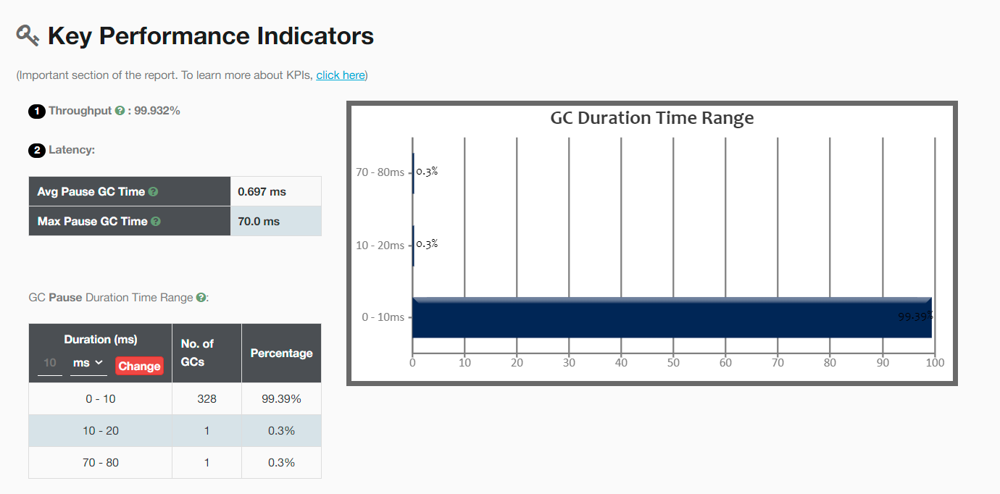 Key Performance Indicators
(Important section of the report. To learn more about KPIs, click here)
1 Throughput ? : 99.932%
2 Latency:
Avg Pause GC Time ? 0.697 ms
Max Pause GC Time ? 70.0 ms
GC Pause Duration Time Range ?:
Duration (ms) No. of GCs Percentage
10 ms Change
0 - 10 328 99.39%
10 - 20 1 0.3%
70 - 80 1 0.3%
GC Duration Time Range
70 - 80ms 0.3%
10 - 20ms 0.3%
0 - 10ms 99.39%
0 10 20 30 40 50 60 70 80 90 100